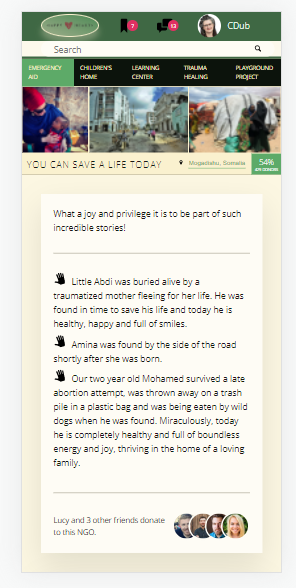 7
13
CDub
Search
EMERGENCY AID
CHILDREN'S HOME
LEARNING CENTER
TRAUMA HEALING
PLAYGROUND PROJECT
YOU CAN SAVE A LIFE TODAY
Mogadishu, Somalia
54%
What a joy and privilege it is to be part of such
incredible stories!
Little Abdi was buried alive by a
traumatized mother fleeing for her life. He was
found in time to save his life and today he is
healthy, happy and full of smiles.
Amina was found by the side of the road
shortly after she was born.
Our two year old Mohamed survived a late
abortion attempt, was thrown away on a trash
pile in a plastic bag and was being eaten by wild
dogs when he was found. Miraculously, today
he is completely healthy and full of boundless
energy and joy, thriving in the home of a loving
family.
Lucy and 3 other friends donate
to this NGO.